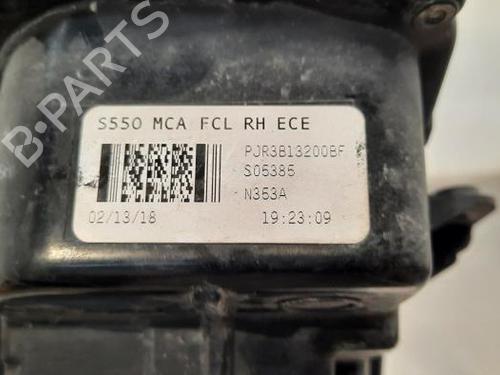 B-PARTS
S550 MCA FCL RH ECE
PJR3B13200BF
S05385
N353A
02/13/18 19:23:09